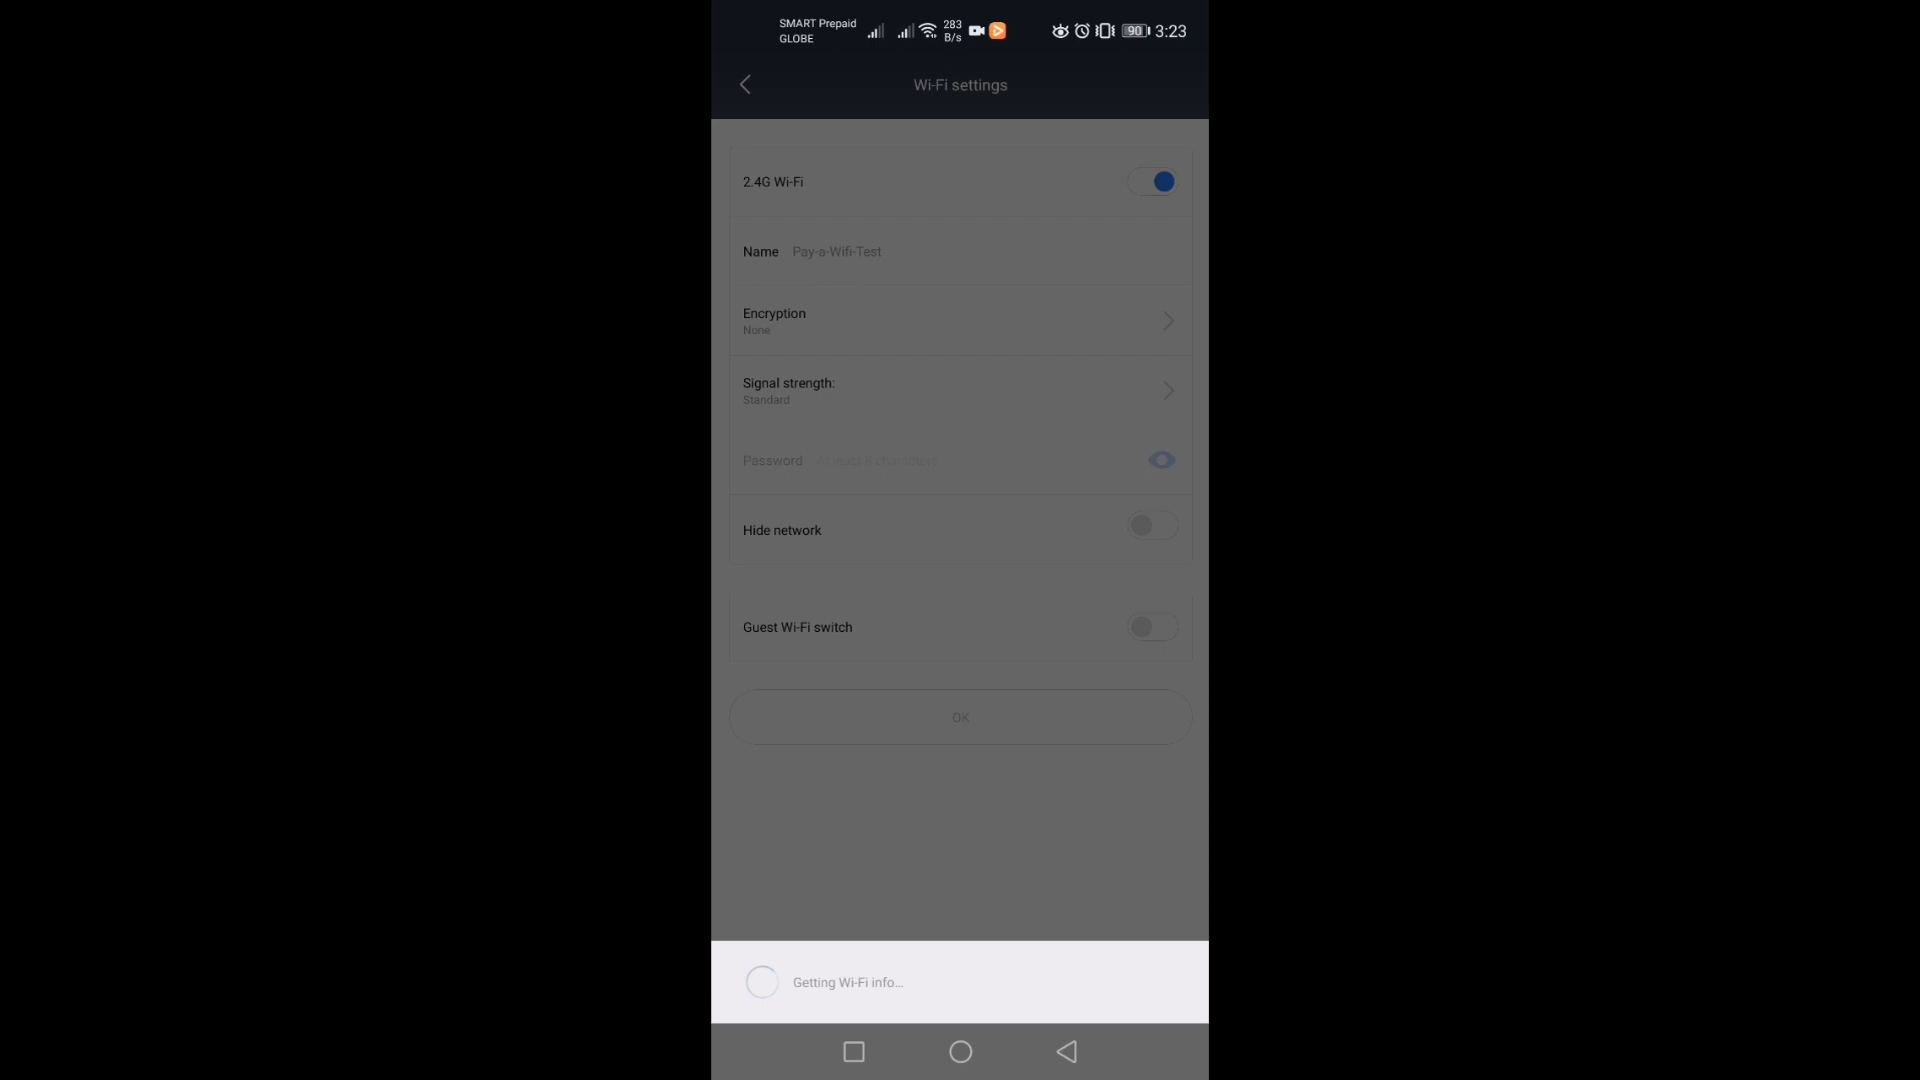 SMART Prepaid
GLOBE
283
B/s
90
3:23
Wi-Fi settings
2.4G Wi-Fi
Name Pay-a-Wifi-Test
Encryption
None
Signal strength:
Standard
Password
Hide network
Guest Wi-Fi switch
OK
Getting Wi-Fi info...